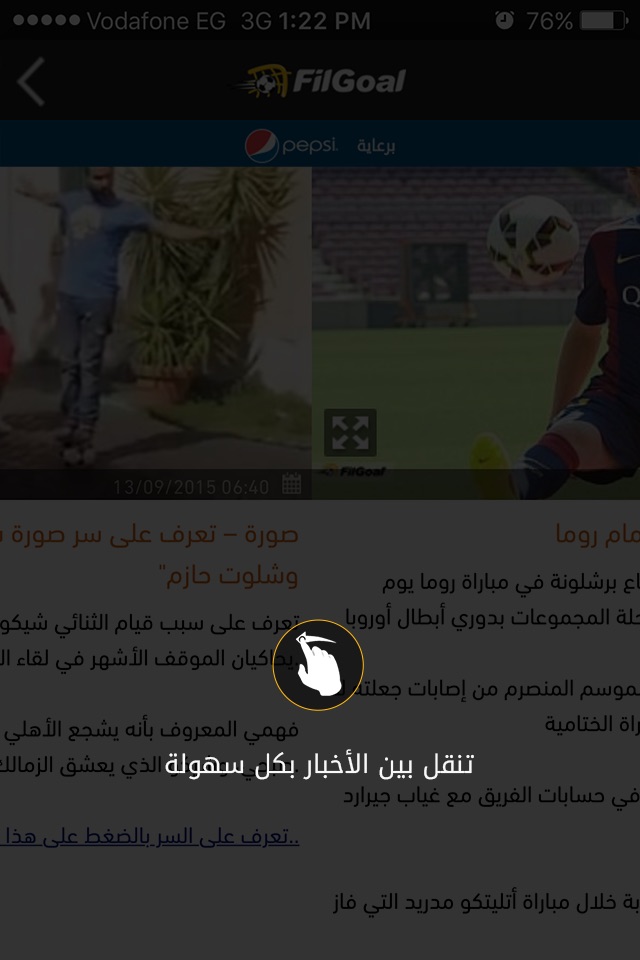 Vodafone EG 3G 1:22 PM 76%
FilGoal
برعاية pepsi
FilGoal
13/09/2015 06:40
مام روما
صورة – تعرف على سر صورة
وشلوت حازم"
اع برشلونة في مباراة روما يوم
حلة المجموعات بدوري أبطال أوروبا
موسم المنصرم من إصابات جعلته
راة الختامية
في حسابات الفريق مع غياب جيرارد
ية خلال مباراة أتليتكو مدريد التي فاز
تعرف على سبب قيام الثنائي شيكو
يحاكيان الموقف الأشهر في لقاء ال
فهمي المعروف بأنه يشجع الأهلي
الذي يعشق الزمالك
..تعرف على السر بالضغط على هذا
تنقل بين الأخبار بكل سهولة